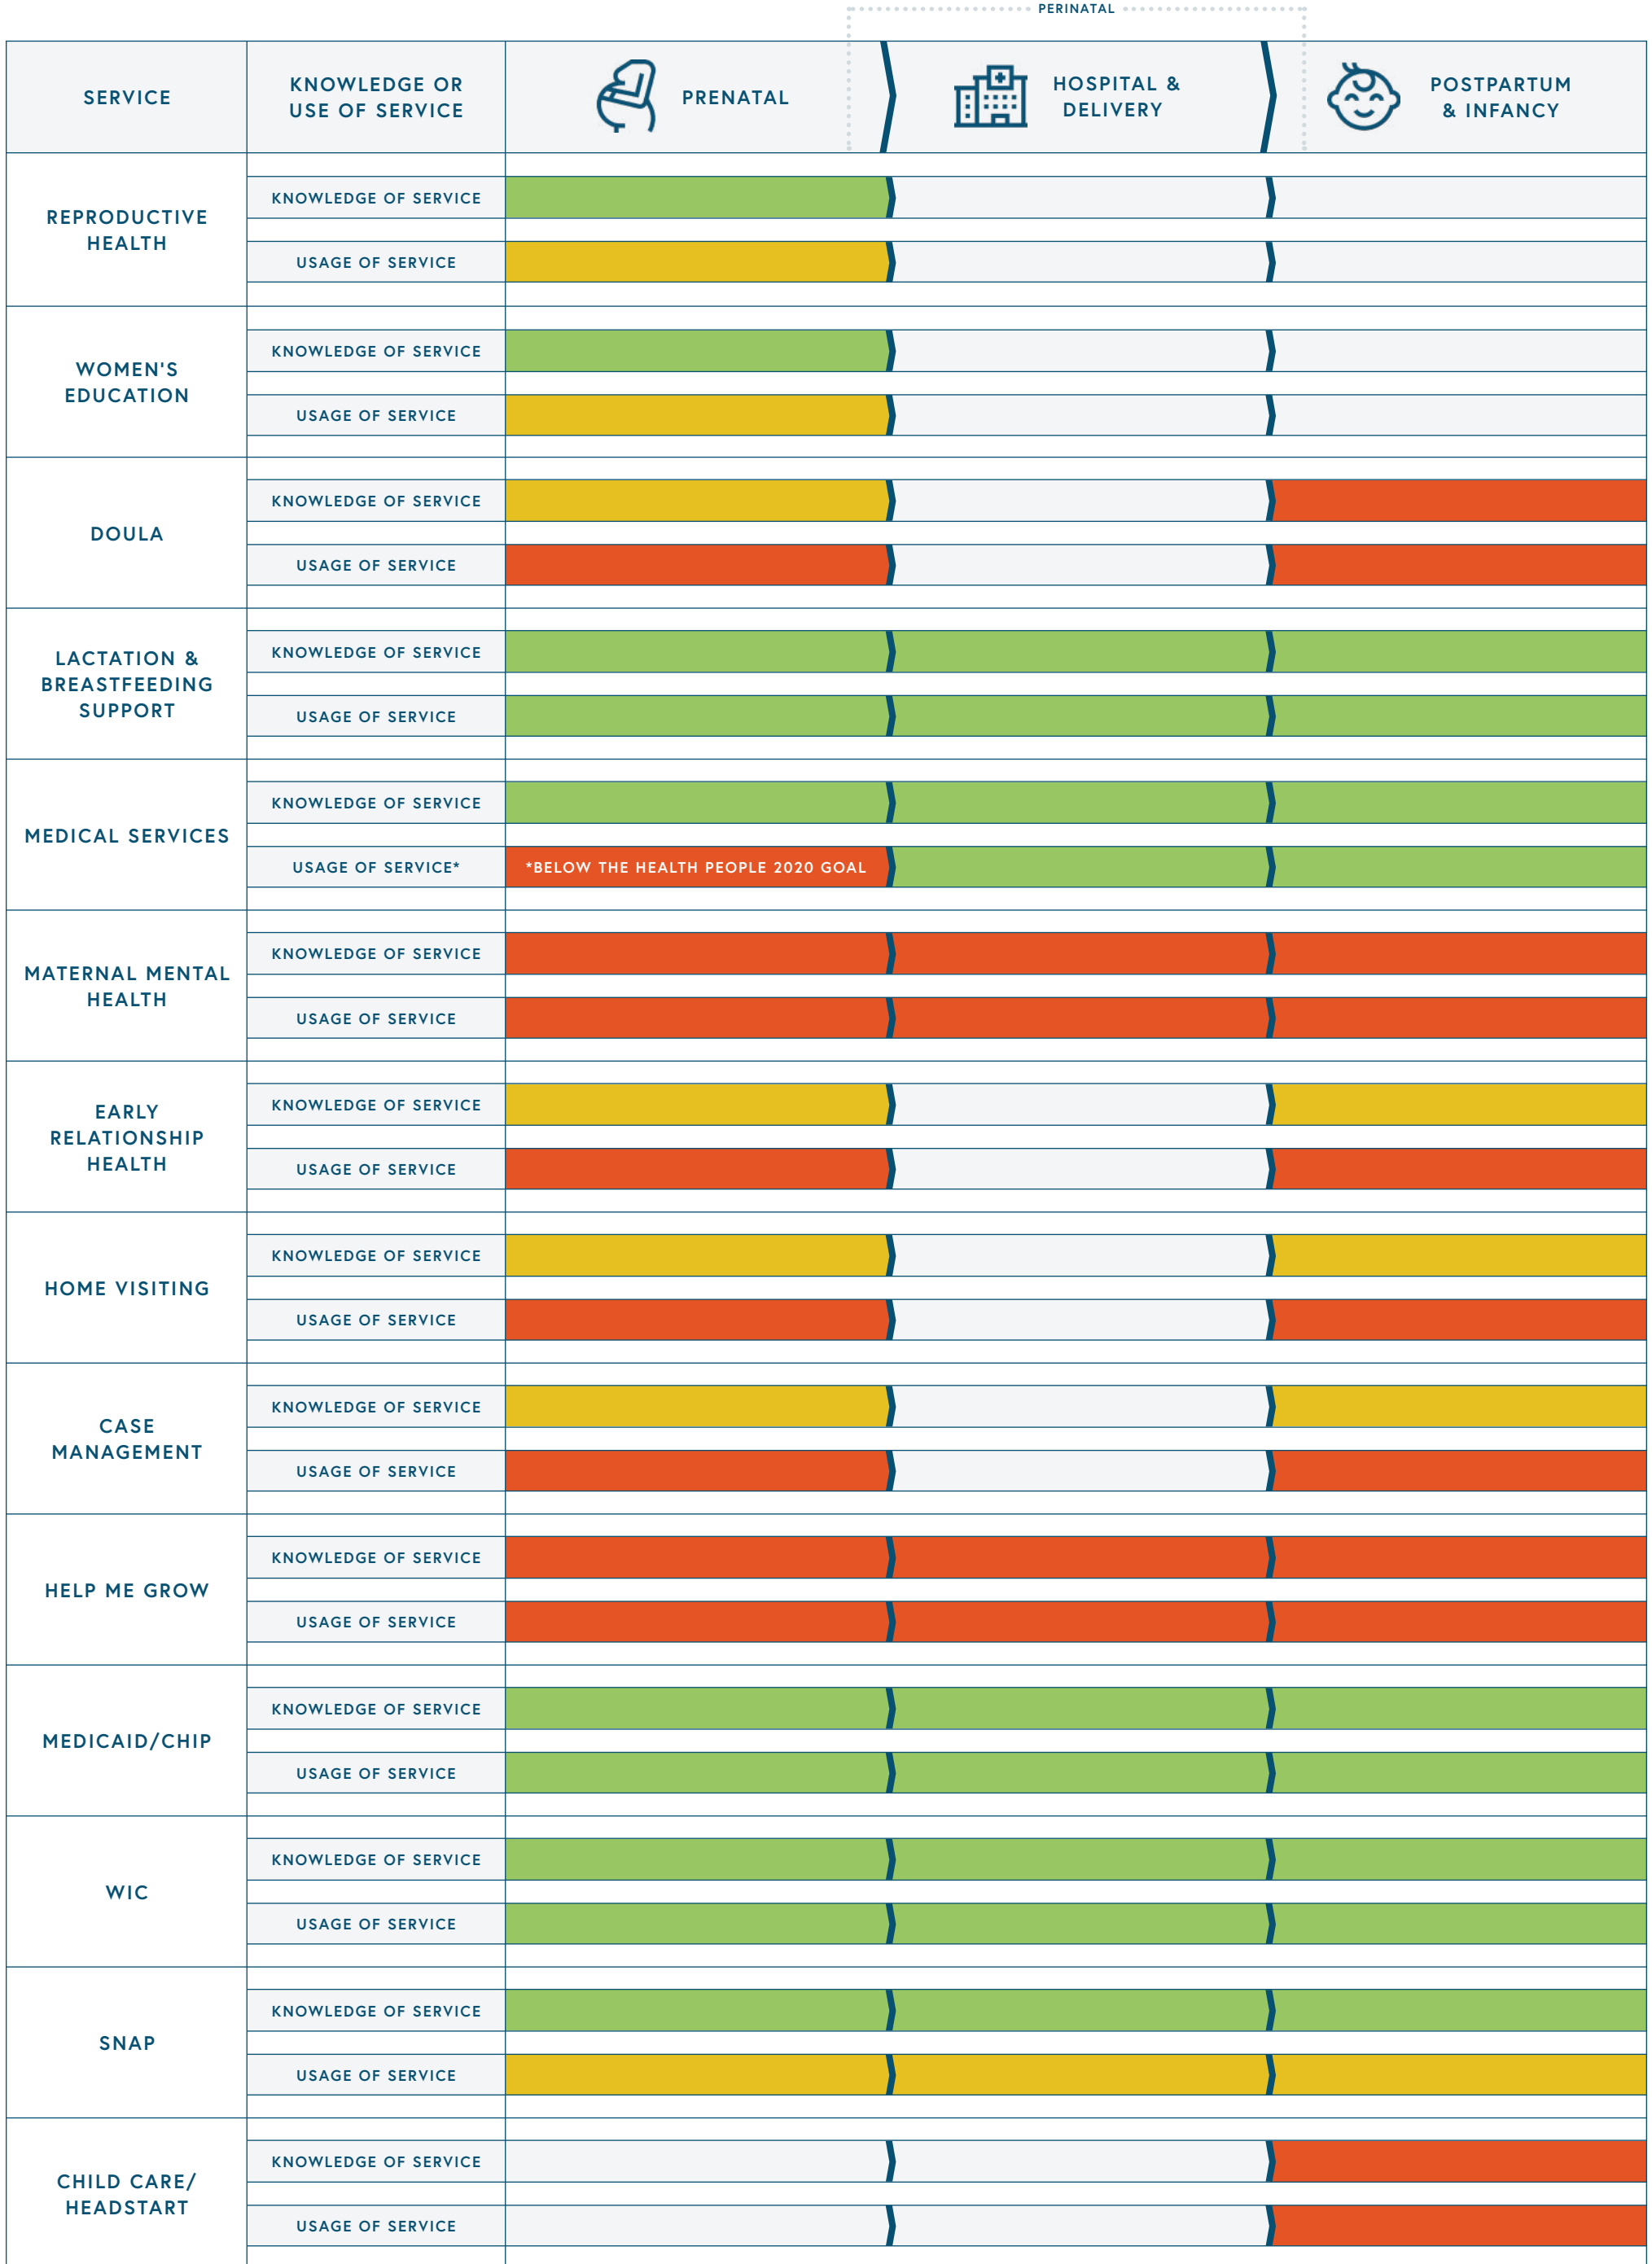 PERINATAL
SERVICE
KNOWLEDGE OR
USE OF SERVICE
PRENATAL
HOSPITAL &
DELIVERY
POSTPARTUM
& INFANCY
REPRODUCTIVE
HEALTH
KNOWLEDGE OF SERVICE
USAGE OF SERVICE
WOMEN'S
EDUCATION
KNOWLEDGE OF SERVICE
USAGE OF SERVICE
DOULA
KNOWLEDGE OF SERVICE
USAGE OF SERVICE
LACTATION &
BREASTFEEDING
SUPPORT
KNOWLEDGE OF SERVICE
USAGE OF SERVICE
MEDICAL SERVICES
KNOWLEDGE OF SERVICE
USAGE OF SERVICE*
*BELOW THE HEALTH PEOPLE 2020 GOAL
MATERNAL MENTAL
HEALTH
KNOWLEDGE OF SERVICE
USAGE OF SERVICE
EARLY
RELATIONSHIP
HEALTH
KNOWLEDGE OF SERVICE
USAGE OF SERVICE
HOME VISITING
KNOWLEDGE OF SERVICE
USAGE OF SERVICE
CASE
MANAGEMENT
KNOWLEDGE OF SERVICE
USAGE OF SERVICE
HELP ME GROW
KNOWLEDGE OF SERVICE
USAGE OF SERVICE
MEDICAID/CHIP
KNOWLEDGE OF SERVICE
USAGE OF SERVICE
WIC
KNOWLEDGE OF SERVICE
USAGE OF SERVICE
SNAP
KNOWLEDGE OF SERVICE
USAGE OF SERVICE
CHILD CARE/
HEADSTART
KNOWLEDGE OF SERVICE
USAGE OF SERVICE